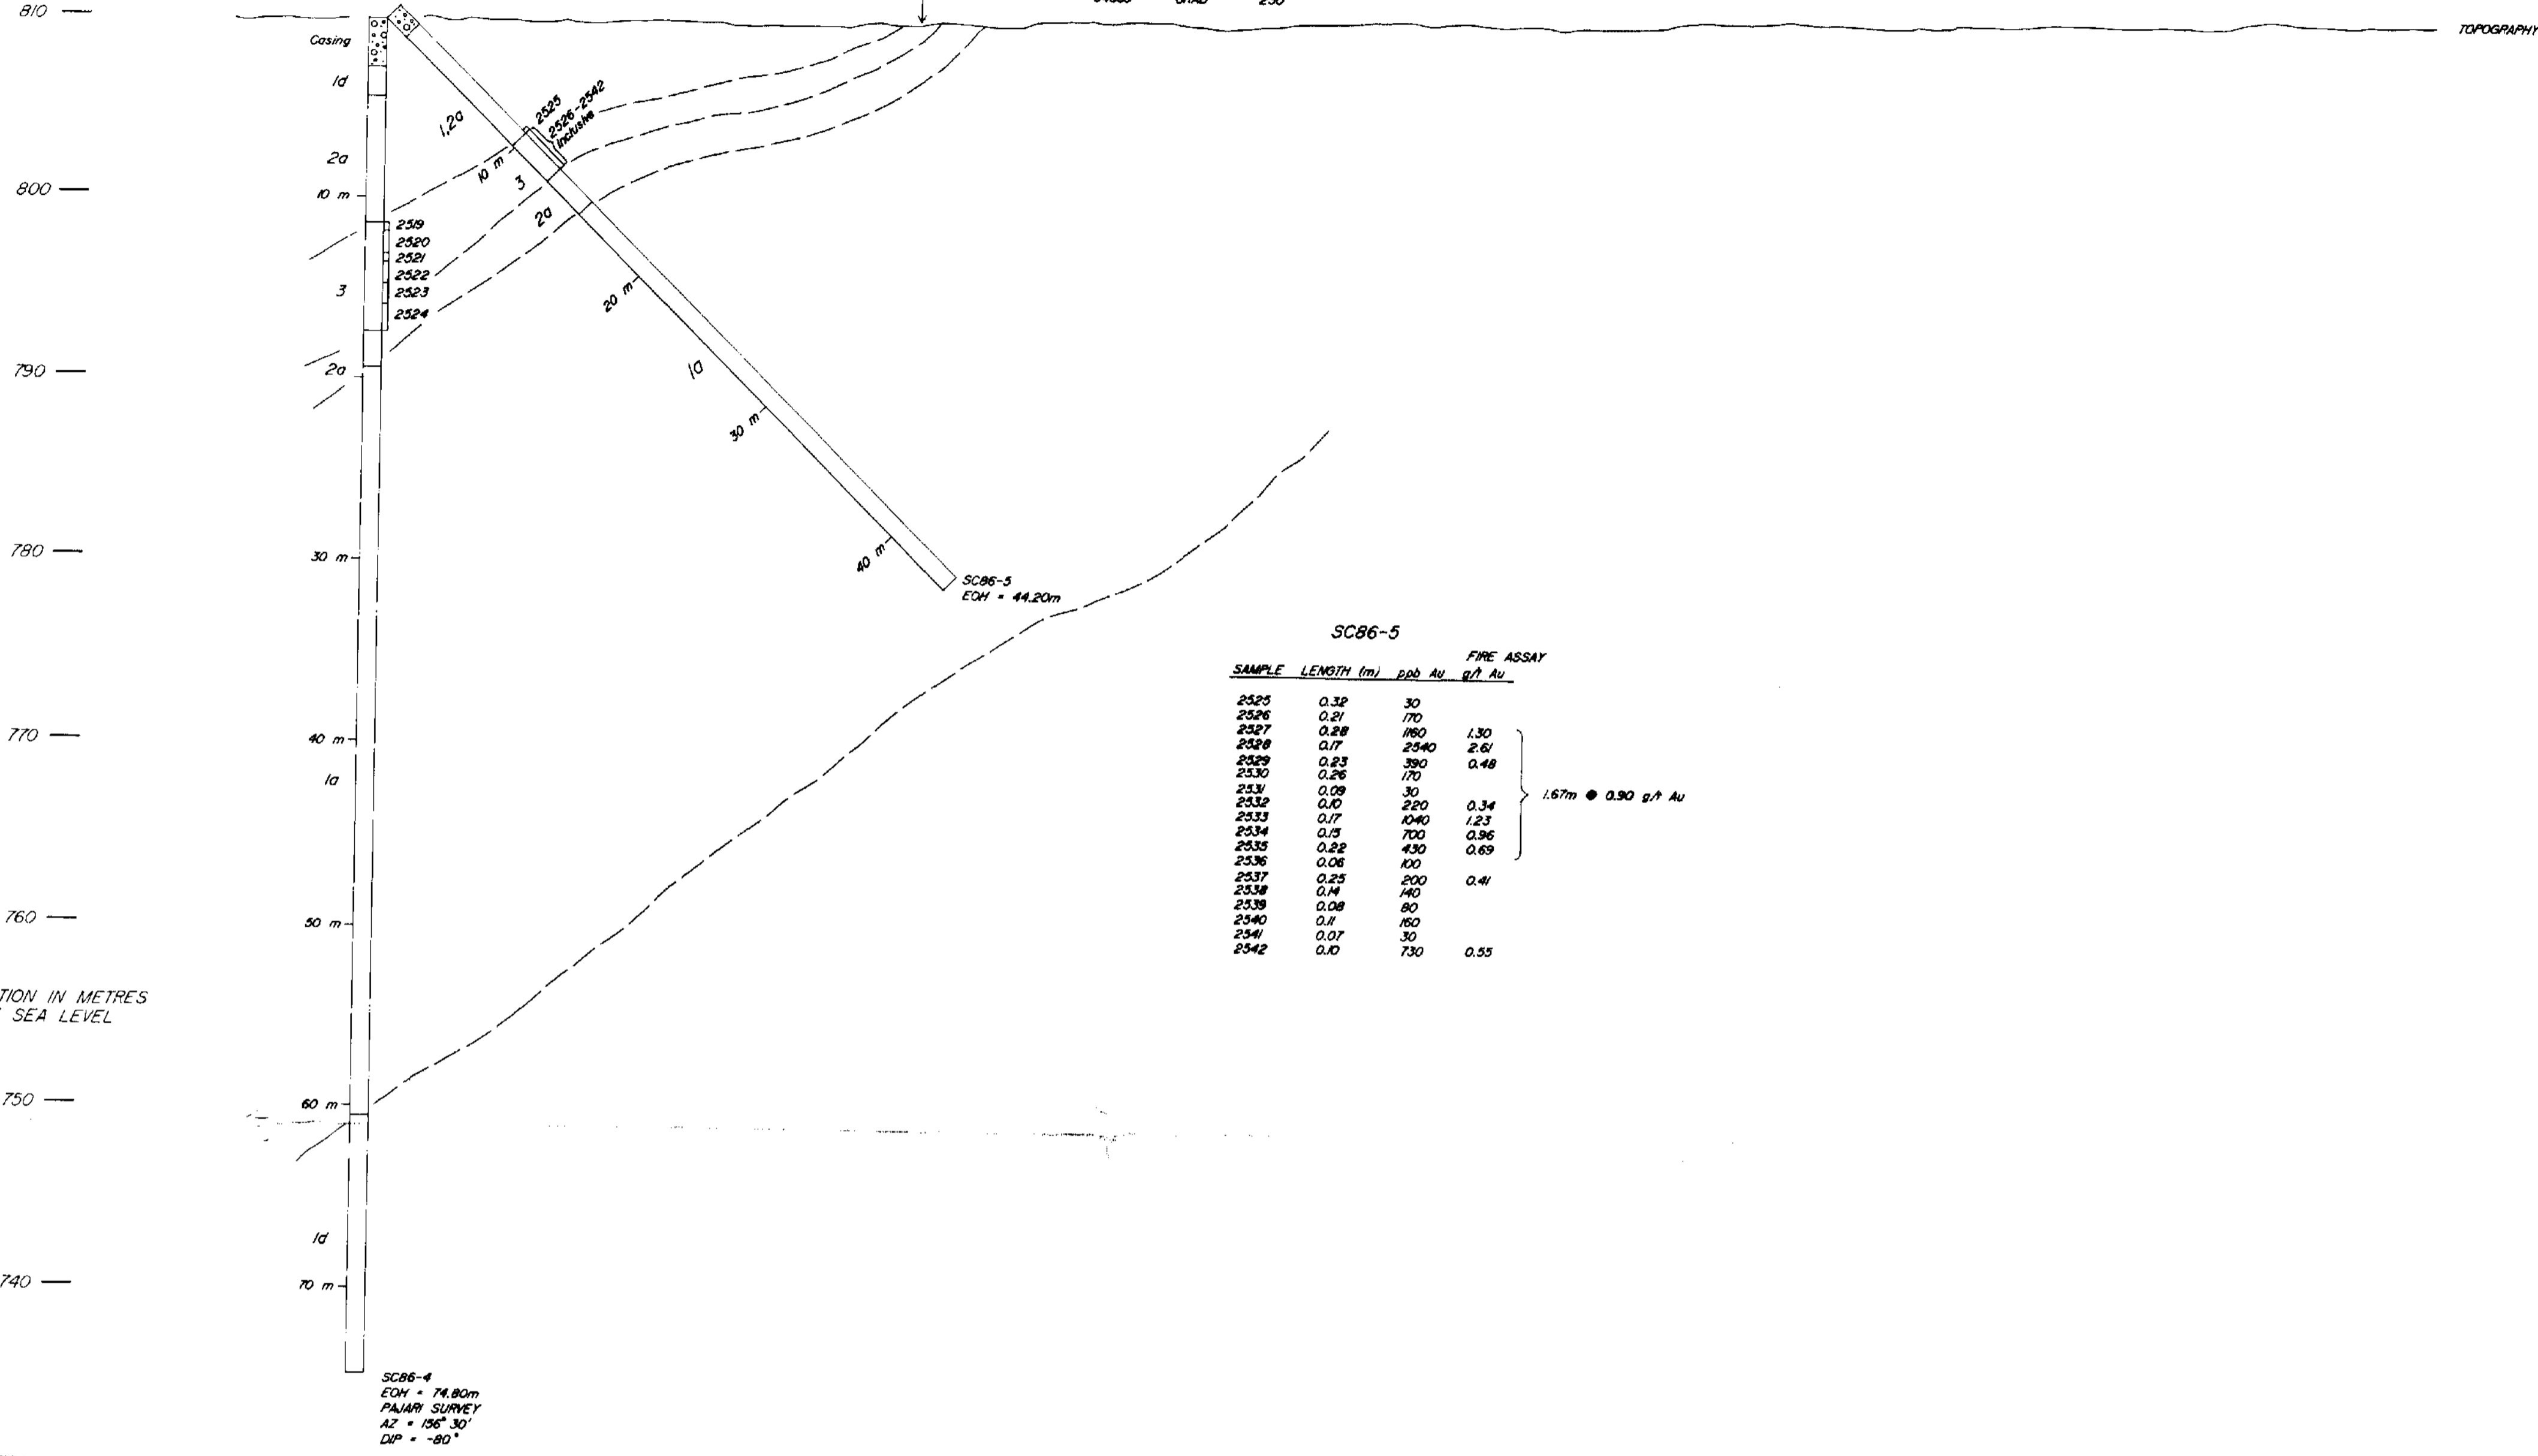 810
TOPOGRAPHY
Casing
1d
1,2a
2525
2526-2542
inclusive
2a
10 m
3
800
10 m
2a
2519
2520
2521
2522
2523
2524
3
20 m
790
2a
1a
30 m
780
30 m
40 m
SC86-5
EOH = 44.20m
SC86-5
FIRE ASSAY
SAMPLE LENGTH (m) ppb Au g/t Au
2525 0.32 30
2526 0.21 170
2527 0.28 1160 1.30
2528 0.17 2540 2.61
2529 0.23 390 0.48
2530 0.26 170
2531 0.09 30
2532 0.10 220 0.34
2533 0.17 1040 1.23
2534 0.15 700 0.96
2535 0.22 430 0.69
2536 0.06 100
2537 0.25 200 0.41
2538 0.14 140
2539 0.08 80
2540 0.11 160
2541 0.07 30
2542 0.10 730 0.55
1.67m @ 0.90 g/t Au
770
40 m
1a
760
50 m
TION IN METRES
SEA LEVEL
750
60 m
1d
740
70 m
SC86-4
EOH = 74.80m
PAJARI SURVEY
AZ = 156° 30'
DIP = -80°